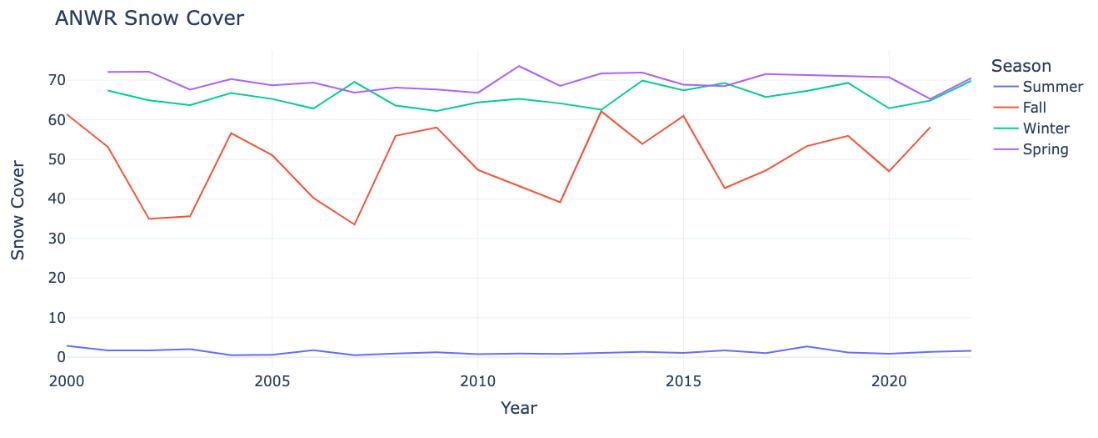 ANWR Snow Cover
Snow Cover
70
60
50
40
30
20
10
0
2000 2005 2010 2015 2020
Year
Season
Summer
Fall
Winter
Spring